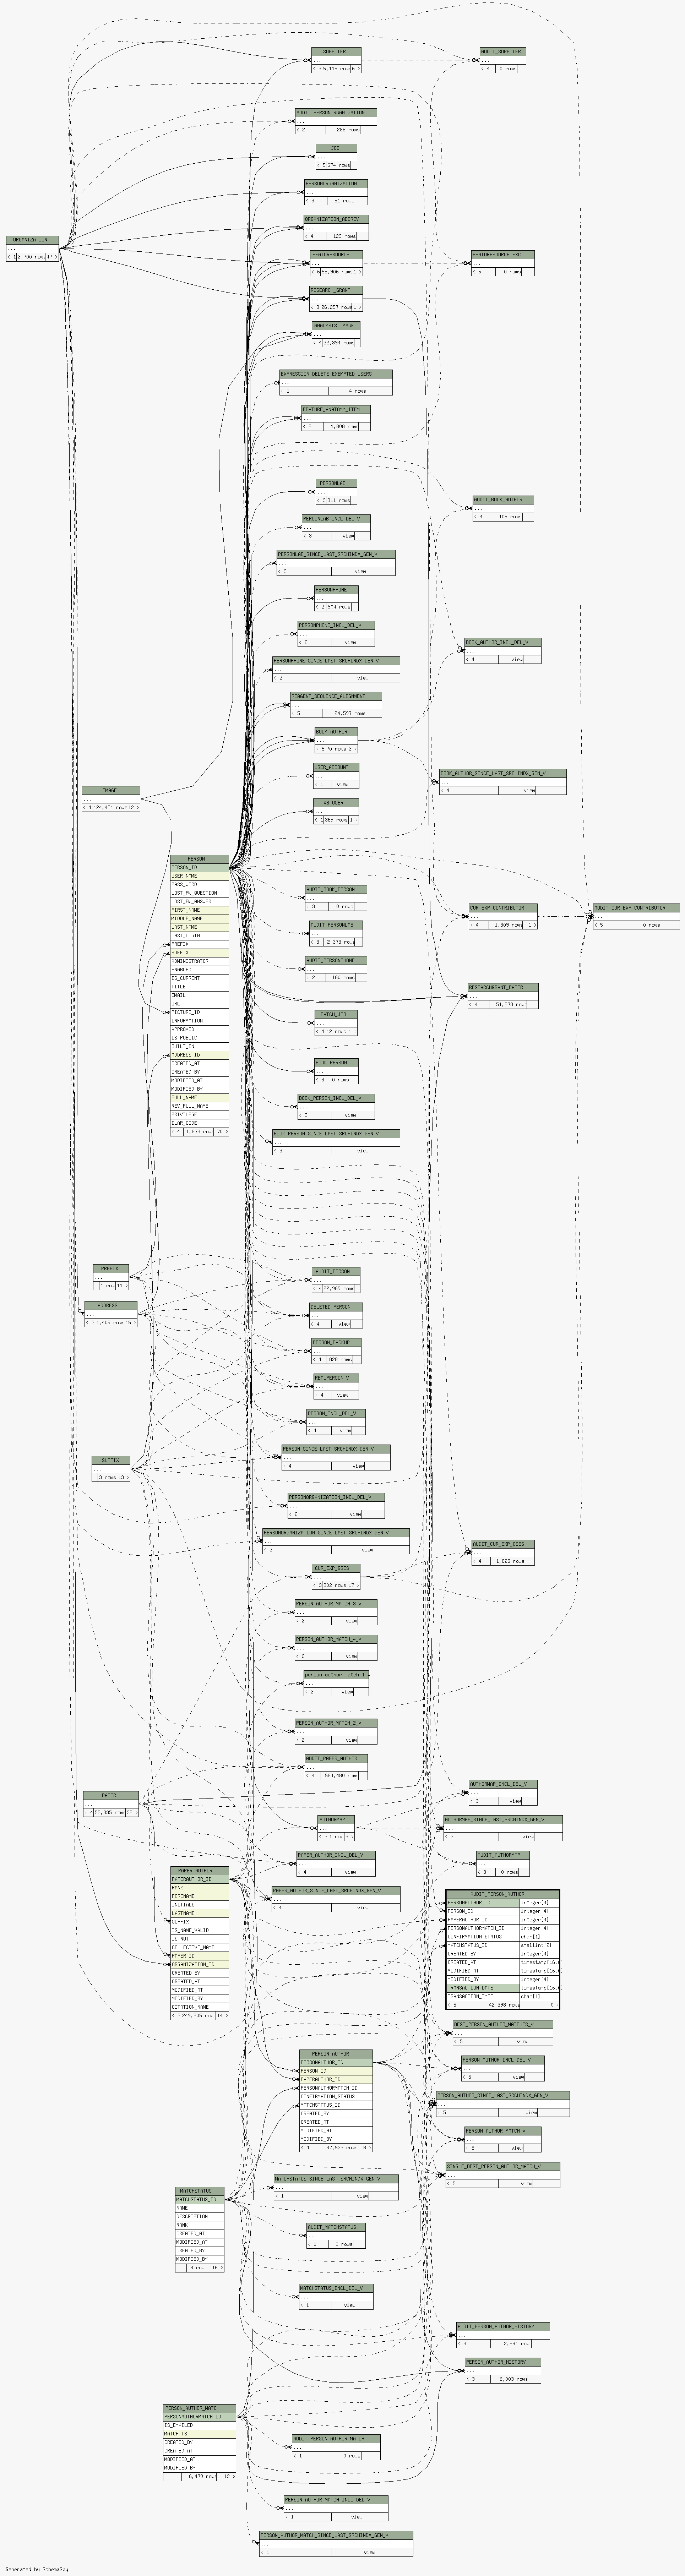 SUPPLIER
...
< 3 5,115 rows 6 >
AUDIT_SUPPLIER
...
< 4 0 rows
AUDIT_PERSONORGANIZATION
...
< 2 288 rows
JOB
...
< 5 674 rows
PERSONORGANIZATION
...
< 3 51 rows
ORGANIZATION_ABBREV
...
< 4 123 rows
ORGANIZATION
...
< 1 2,700 rows 47 >
FEATURESOURCE
...
< 6 55,906 rows 1 >
FEATURESOURCE_EXC
...
< 5 0 rows
RESEARCH_GRANT
...
< 3 26,257 rows 1 >
ANALYSIS_IMAGE
...
< 4 22,394 rows
EXPRESSION_DELETE_EXEMPTED_USERS
...
< 1 4 rows
FEATURE_ANATOMY_ITEM
...
< 5 1,808 rows
PERSONLAB
...
< 3 811 rows
AUDIT_BOOK_AUTHOR
...
< 4 109 rows
PERSONLAB_INCL_DEL_V
...
< 3 view
PERSONLAB_SINCE_LAST_SRCHINDX_GEN_V
...
< 3 view
PERSONPHONE
...
< 2 904 rows
PERSONPHONE_INCL_DEL_V
...
< 2 view
BOOK_AUTHOR_INCL_DEL_V
...
< 4 view
PERSONPHONE_SINCE_LAST_SRCHINDX_GEN_V
...
< 2 view
REAGENT_SEQUENCE_ALIGNMENT
...
< 5 24,597 rows
BOOK_AUTHOR
...
< 5 70 rows 3 >
USER_ACCOUNT
...
< 1 view
BOOK_AUTHOR_SINCE_LAST_SRCHINDX_GEN_V
...
< 4 view
IMAGE
...
< 1 124,431 rows 12 >
XB_USER
...
< 1 369 rows 1 >
PERSON
PERSON_ID
USER_NAME
PASS_WORD
LOST_PW_QUESTION
LOST_PW_ANSWER
FIRST_NAME
MIDDLE_NAME
LAST_NAME
LAST_LOGIN
PREFIX
SUFFIX
ADMINISTRATOR
ENABLED
IS_CURRENT
TITLE
EMAIL
URL
PICTURE_ID
INFORMATION
APPROVED
IS_PUBLIC
BUILT_IN
ADDRESS_ID
CREATED_AT
CREATED_BY
MODIFIED_AT
MODIFIED_BY
FULL_NAME
REV_FULL_NAME
PRIVILEGE
ILAR_CODE
< 4 1,873 rows 70 >
AUDIT_BOOK_PERSON
...
< 3 0 rows
CUR_EXP_CONTRIBUTOR
...
< 4 1,309 rows 1 >
AUDIT_CUR_EXP_CONTRIBUTOR
...
< 5 0 rows
AUDIT_PERSONLAB
...
< 3 2,373 rows
AUDIT_PERSONPHONE
...
< 2 160 rows
RESEARCHGRANT_PAPER
...
< 4 51,873 rows
BATCH_JOB
...
< 1 12 rows 1 >
BOOK_PERSON
...
< 3 0 rows
BOOK_PERSON_INCL_DEL_V
...
< 3 view
BOOK_PERSON_SINCE_LAST_SRCHINDX_GEN_V
...
< 3 view
PREFIX
...
1 row 11 >
AUDIT_PERSON
...
< 4 22,969 rows
ADDRESS
...
< 2 1,409 rows 15 >
DELETED_PERSON
...
< 4 view
PERSON_BACKUP
...
< 4 828 rows
REALPERSON_V
...
< 4 view
PERSON_INCL_DEL_V
...
< 4 view
SUFFIX
...
3 rows 13 >
PERSON_SINCE_LAST_SRCHINDX_GEN_V
...
< 4 view
PERSONORGANIZATION_INCL_DEL_V
...
< 2 view
PERSONORGANIZATION_SINCE_LAST_SRCHINDX_GEN_V
...
< 2 view
AUDIT_CUR_EXP_GSES
...
< 4 1,825 rows
CUR_EXP_GSES
...
< 3 302 rows 17 >
PERSON_AUTHOR_MATCH_3_V
...
< 2 view
PERSON_AUTHOR_MATCH_4_V
...
< 2 view
person_author_match_1_v
...
< 2 view
PERSON_AUTHOR_MATCH_2_V
...
< 2 view
AUDIT_PAPER_AUTHOR
...
< 4 584,480 rows
PAPER
...
< 4 53,335 rows 38 >
AUTHORMAP_INCL_DEL_V
...
< 3 view
AUTHORMAP
...
< 2 1 row 3 >
AUTHORMAP_SINCE_LAST_SRCHINDX_GEN_V
...
< 3 view
PAPER_AUTHOR_INCL_DEL_V
...
< 4 view
AUDIT_AUTHORMAP
...
< 3 0 rows
PAPER_AUTHOR
PAPERAUTHOR_ID
RANK
FORENAME
INITIALS
LASTNAME
SUFFIX
IS_NAME_VALID
IS_NOT
COLLECTIVE_NAME
PAPER_ID
ORGANIZATION_ID
CREATED_BY
CREATED_AT
MODIFIED_AT
MODIFIED_BY
CITATION_NAME
< 3 249,205 rows 14 >
PAPER_AUTHOR_SINCE_LAST_SRCHINDX_GEN_V
...
< 4 view
AUDIT_PERSON_AUTHOR
PERSONAUTHOR_ID integer[4]
PERSON_ID integer[4]
PAPERAUTHOR_ID integer[4]
PERSONAUTHORMATCH_ID integer[4]
CONFIRMATION_STATUS char[1]
MATCHSTATUS_ID smallint[2]
CREATED_BY integer[4]
CREATED_AT timestamp[16,6]
MODIFIED_AT timestamp[16,6]
MODIFIED_BY integer[4]
TRANSACTION_DATE timestamp[16,6]
TRANSACTION_TYPE char[1]
< 5 42,398 rows 0 >
BEST_PERSON_AUTHOR_MATCHES_V
...
< 5 view
PERSON_AUTHOR
PERSONAUTHOR_ID
PERSON_ID
PAPERAUTHOR_ID
PERSONAUTHORMATCH_ID
CONFIRMATION_STATUS
MATCHSTATUS_ID
CREATED_BY
CREATED_AT
MODIFIED_AT
MODIFIED_BY
< 4 37,532 rows 8 >
PERSON_AUTHOR_INCL_DEL_V
...
< 5 view
PERSON_AUTHOR_SINCE_LAST_SRCHINDX_GEN_V
...
< 5 view
PERSON_AUTHOR_MATCH_V
...
< 5 view
SINGLE_BEST_PERSON_AUTHOR_MATCH_V
...
< 5 view
MATCHSTATUS
MATCHSTATUS_ID
NAME
DESCRIPTION
RANK
CREATED_AT
MODIFIED_AT
CREATED_BY
MODIFIED_BY
8 rows 16 >
MATCHSTATUS_SINCE_LAST_SRCHINDX_GEN_V
...
< 1 view
AUDIT_MATCHSTATUS
...
< 1 0 rows
MATCHSTATUS_INCL_DEL_V
...
< 1 view
AUDIT_PERSON_AUTHOR_HISTORY
...
< 3 2,891 rows
PERSON_AUTHOR_HISTORY
...
< 3 6,003 rows
PERSON_AUTHOR_MATCH
PERSONAUTHORMATCH_ID
IS_EMAILED
MATCH_TS
CREATED_BY
CREATED_AT
MODIFIED_AT
MODIFIED_BY
6,479 rows 12 >
AUDIT_PERSON_AUTHOR_MATCH
...
< 1 0 rows
PERSON_AUTHOR_MATCH_INCL_DEL_V
...
< 1 view
PERSON_AUTHOR_MATCH_SINCE_LAST_SRCHINDX_GEN_V
...
< 1 view
Generated by SchemaSpy